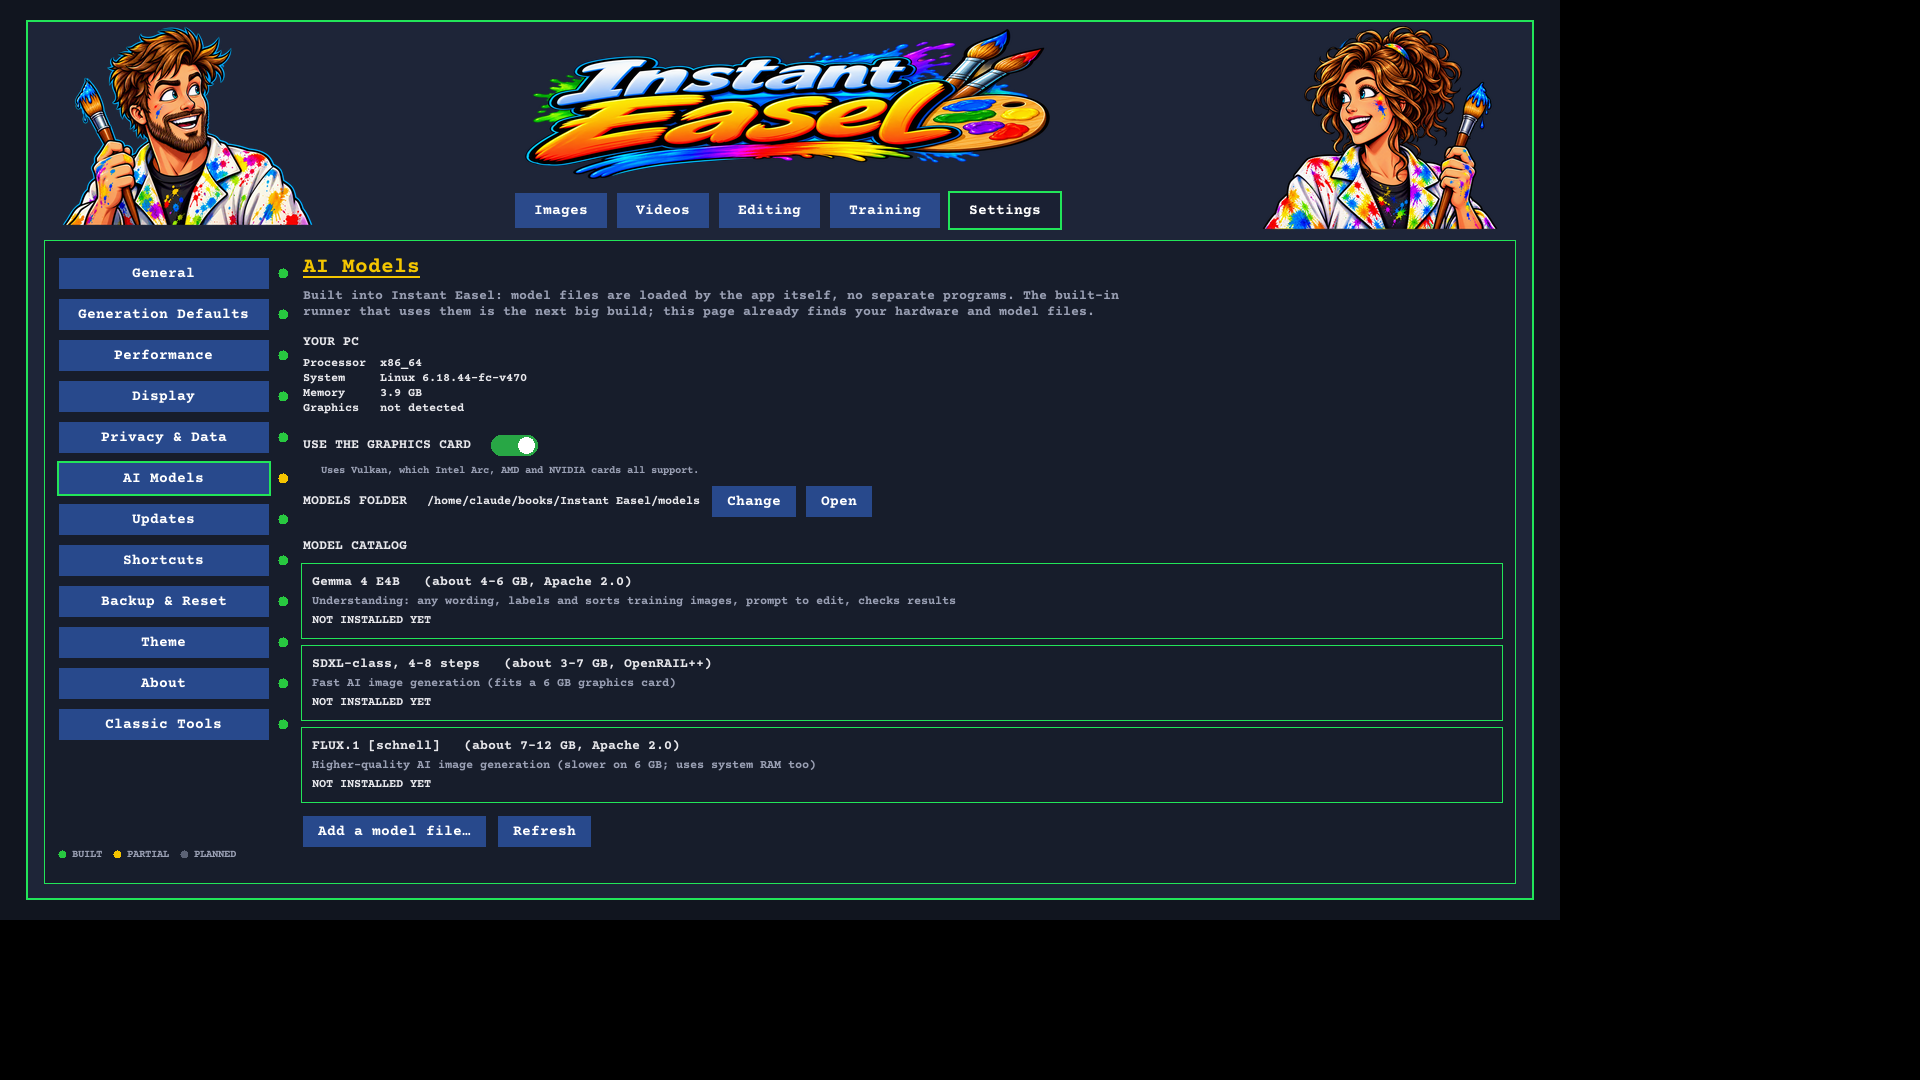 Instant
Easel
Images Videos Editing Training Settings
General
Generation Defaults
Performance
Display
Privacy & Data
AI Models
Updates
Shortcuts
Backup & Reset
Theme
About
Classic Tools
BUILT PARTIAL PLANNED
AI Models
Built into Instant Easel: model files are loaded by the app itself, no separate programs. The built-in
runner that uses them is the next big build; this page already finds your hardware and model files.
YOUR PC
Processor x86_64
System Linux 6.18.44-fc-v470
Memory 3.9 GB
Graphics not detected
USE THE GRAPHICS CARD
Uses Vulkan, which Intel Arc, AMD and NVIDIA cards all support.
MODELS FOLDER /home/claude/books/Instant Easel/models Change Open
MODEL CATALOG
Gemma 4 E4B (about 4-6 GB, Apache 2.0)
Understanding: any wording, labels and sorts training images, prompt to edit, checks results
NOT INSTALLED YET
SDXL-class, 4-8 steps (about 3-7 GB, OpenRAIL++)
Fast AI image generation (fits a 6 GB graphics card)
NOT INSTALLED YET
FLUX.1 [schnell] (about 7-12 GB, Apache 2.0)
Higher-quality AI image generation (slower on 6 GB; uses system RAM too)
NOT INSTALLED YET
Add a model file… Refresh